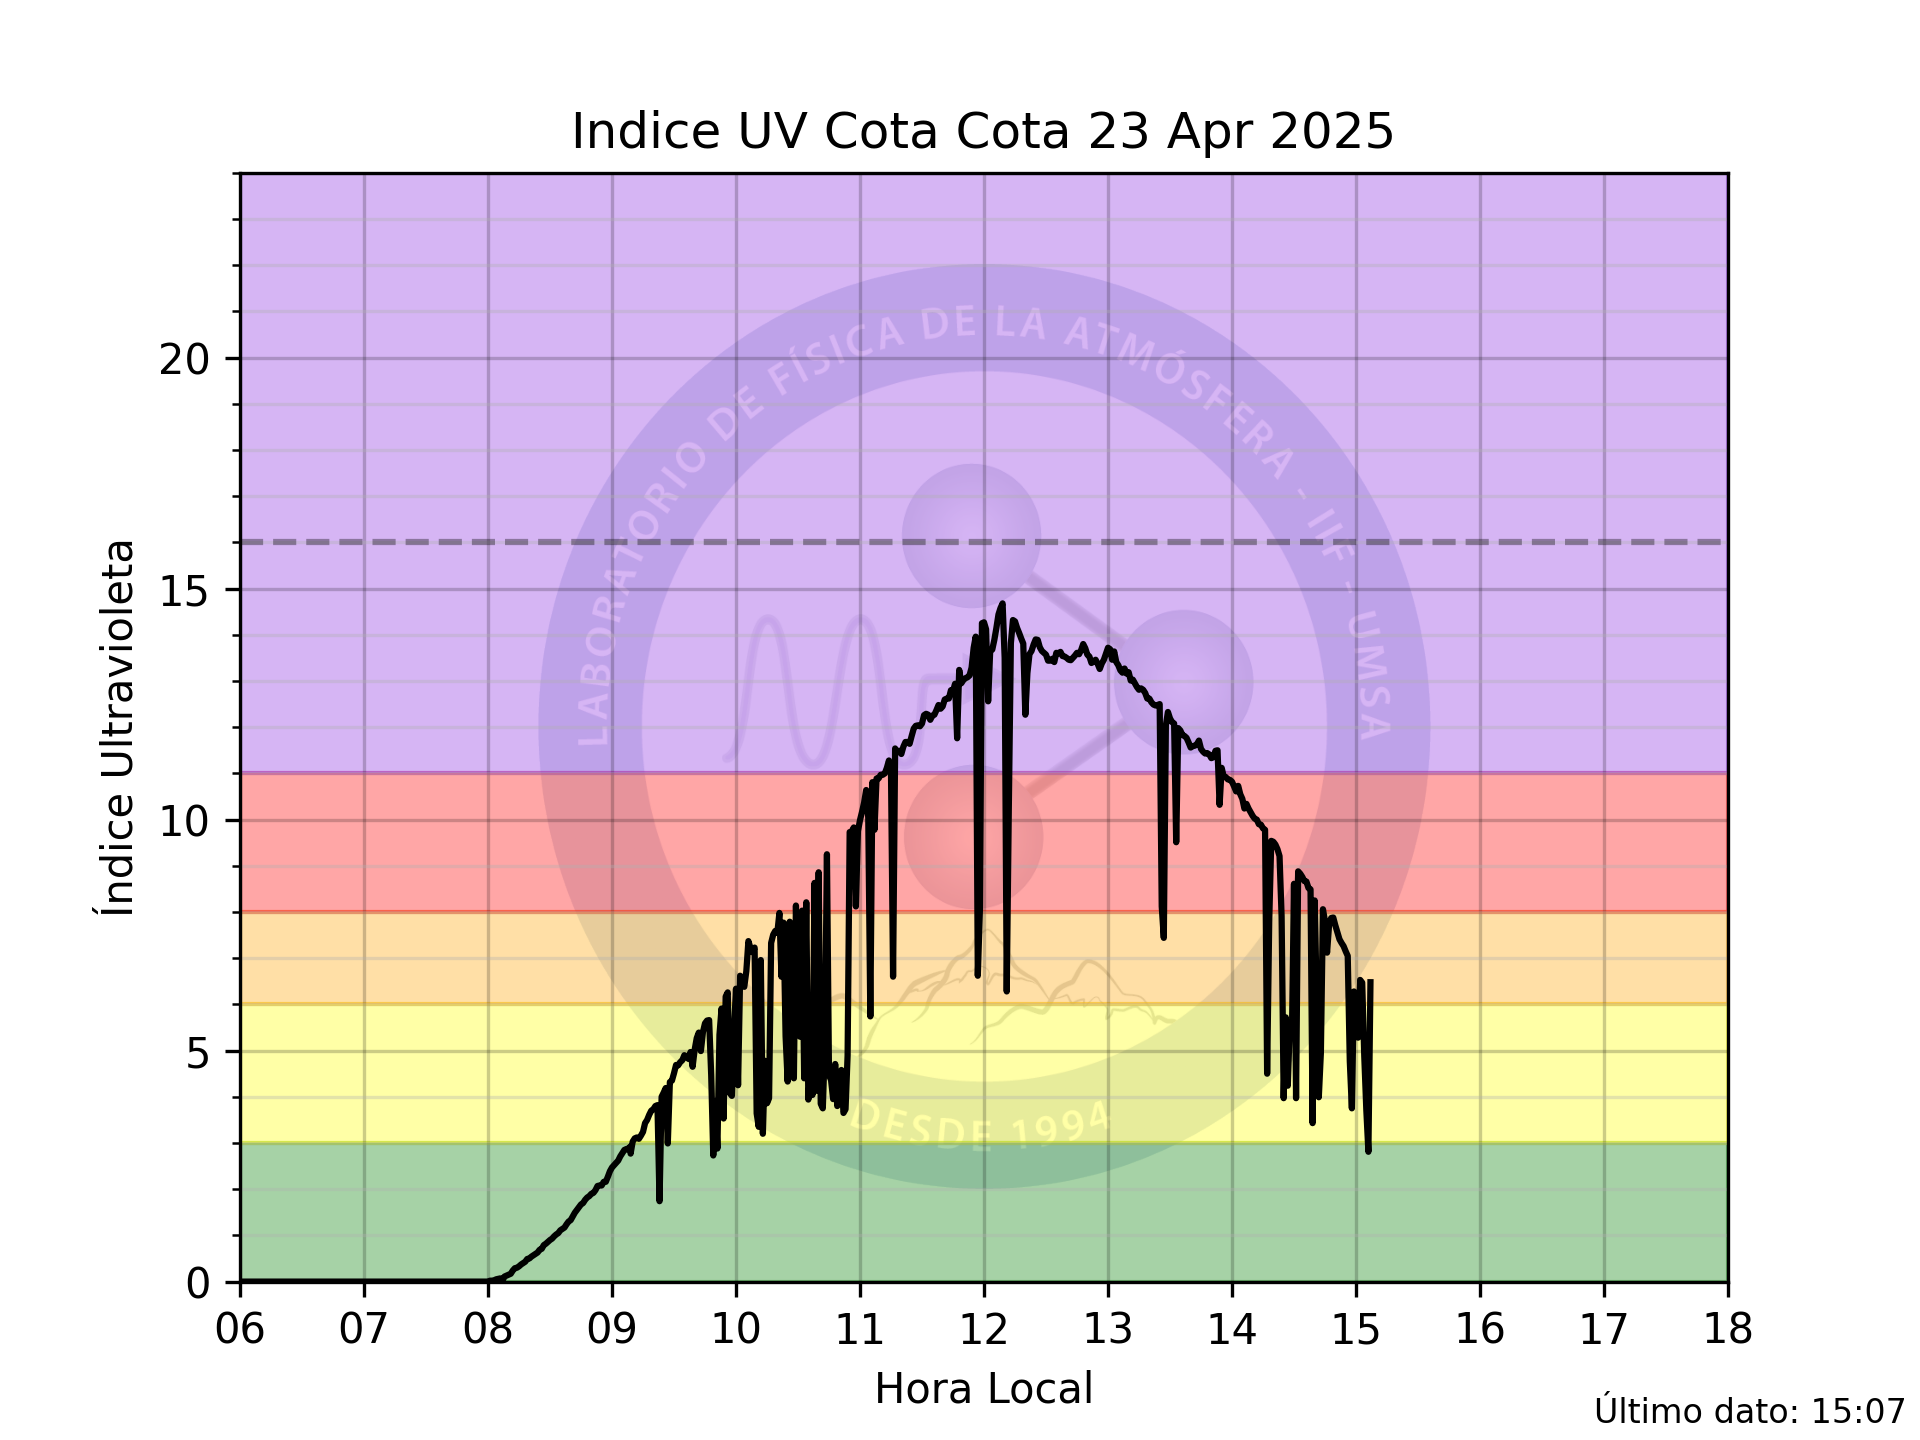 Indice UV Cota Cota 23 Apr 2025
LABORATORIO DE FÍSICA DE LA ATMÓSFERA - IIF - UMSA
DESDE 1994
Índice Ultravioleta
20
15
10
5
0
06 07 08 09 10 11 12 13 14 15 16 17 18
Hora Local
Último dato: 15:07